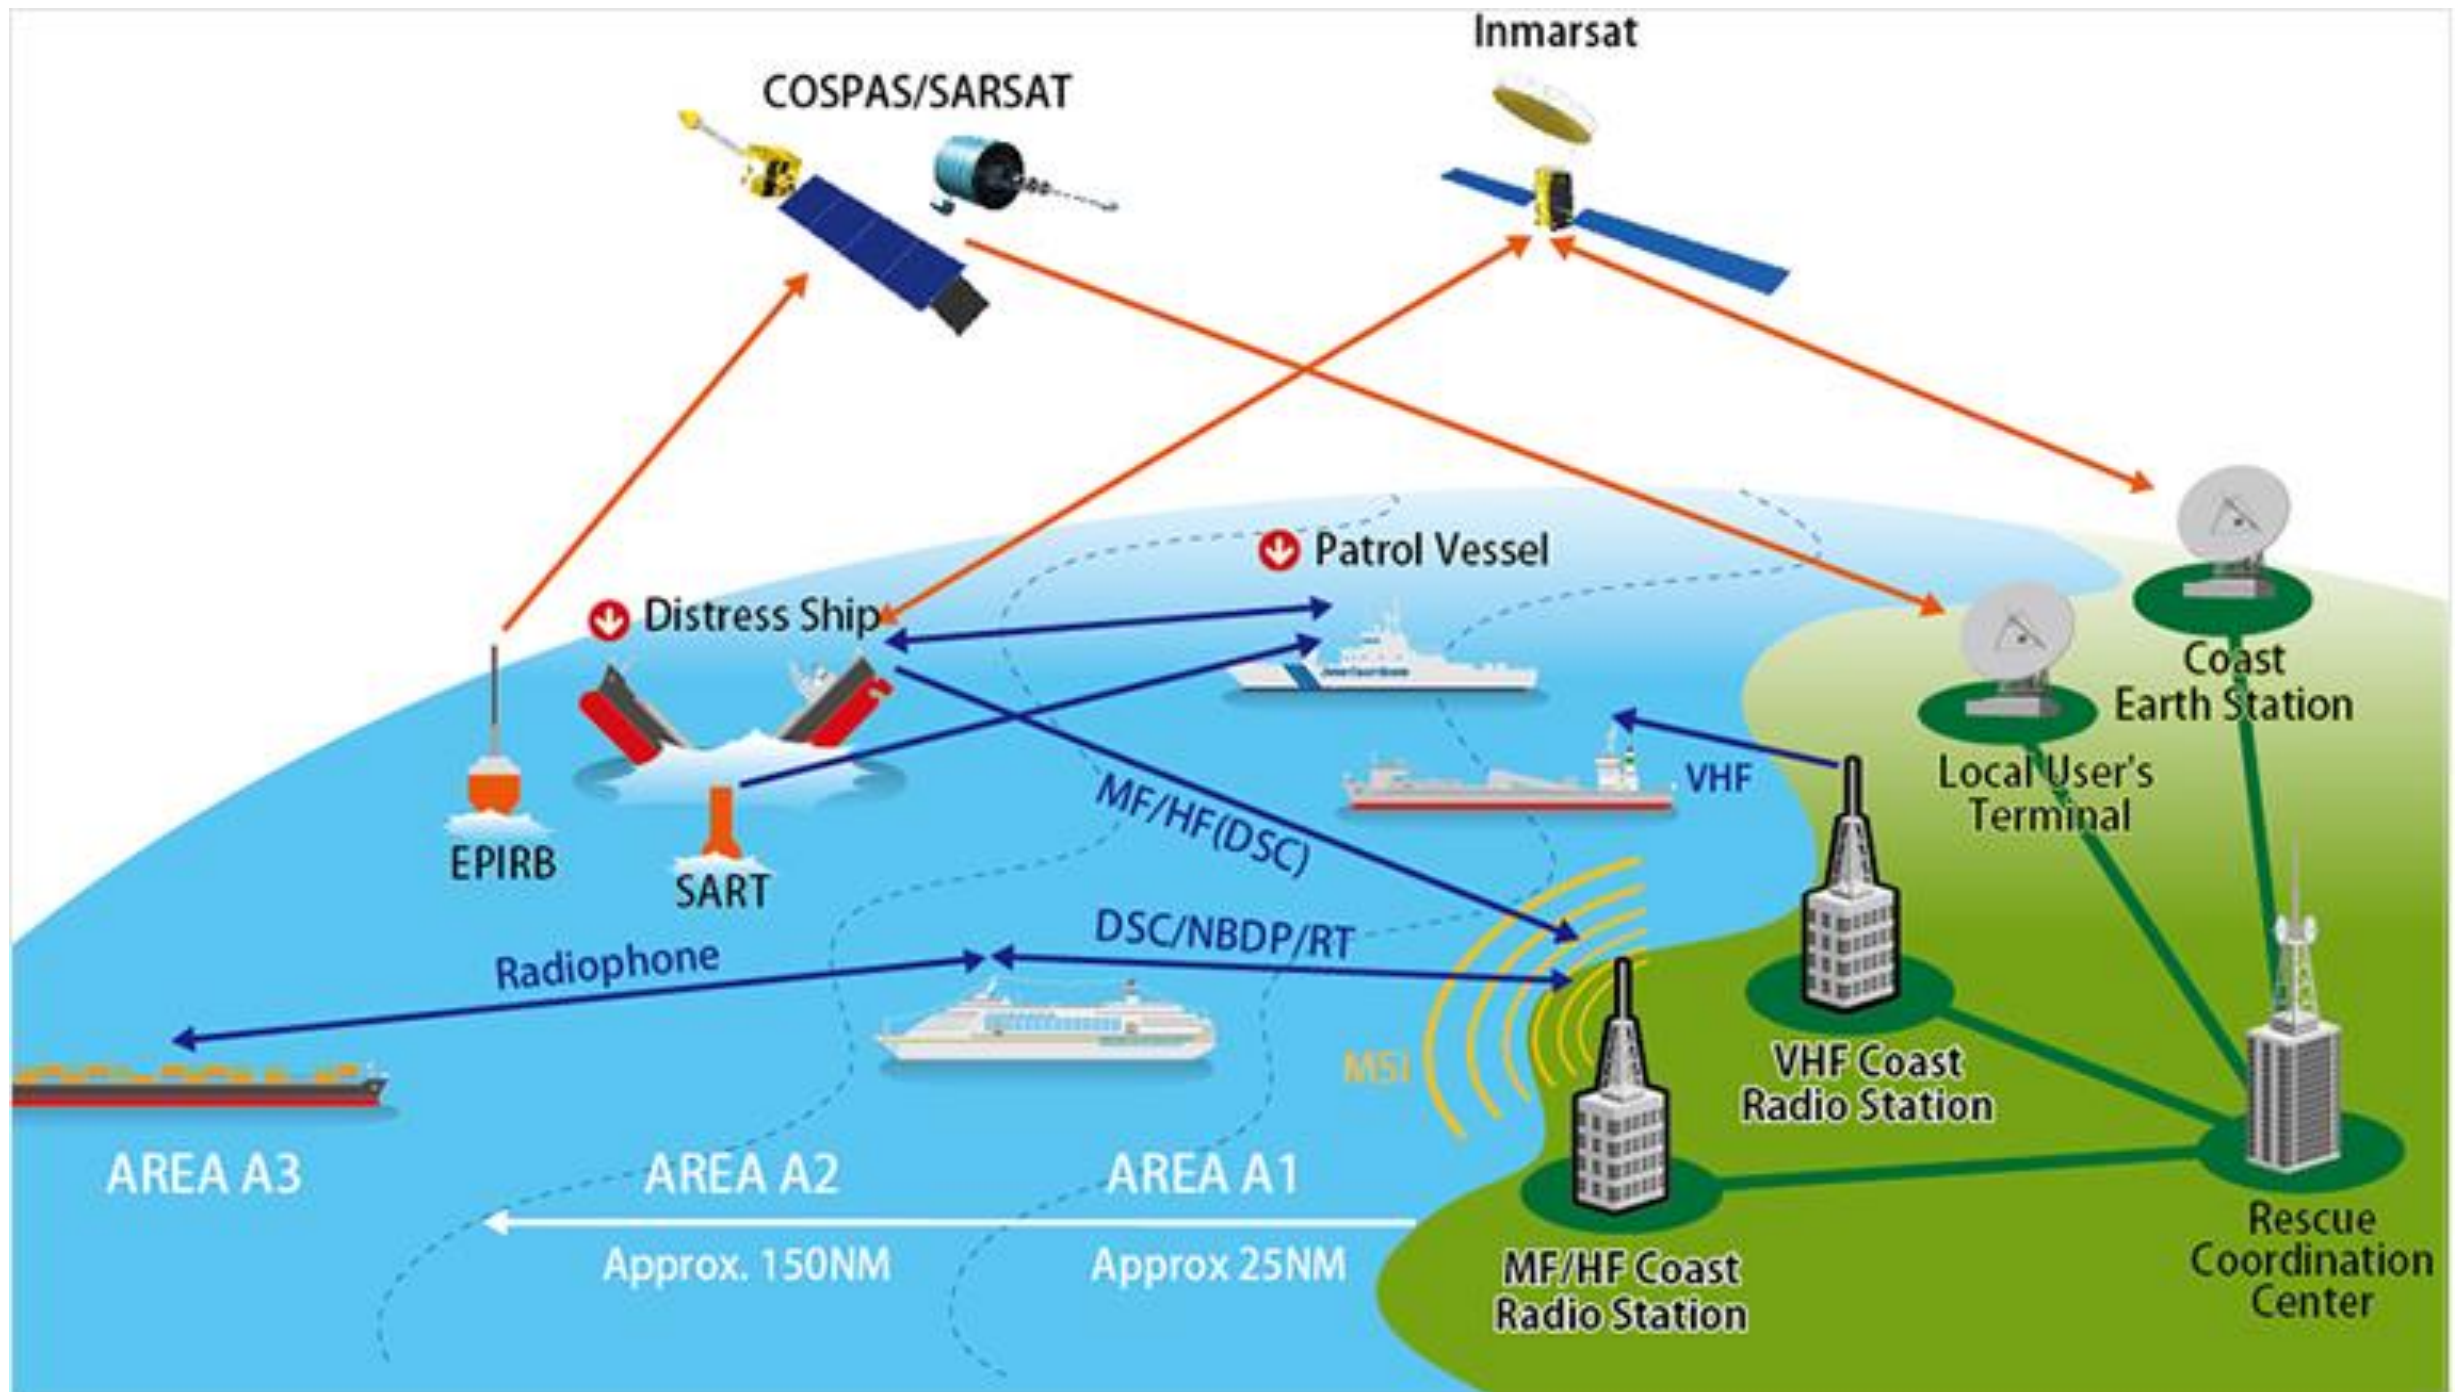 Inmarsat
COSPAS/SARSAT
Patrol Vessel
Distress Ship
Coast
Earth Station
Local User's
Terminal
VHF
MF/HF(DSC)
EPIRB
SART
DSC/NBDP/RT
Radiophone
MSI
VHF Coast
Radio Station
AREA A3
AREA A2
AREA A1
Approx. 150NM
Approx 25NM
MF/HF Coast
Radio Station
Rescue
Coordination
Center